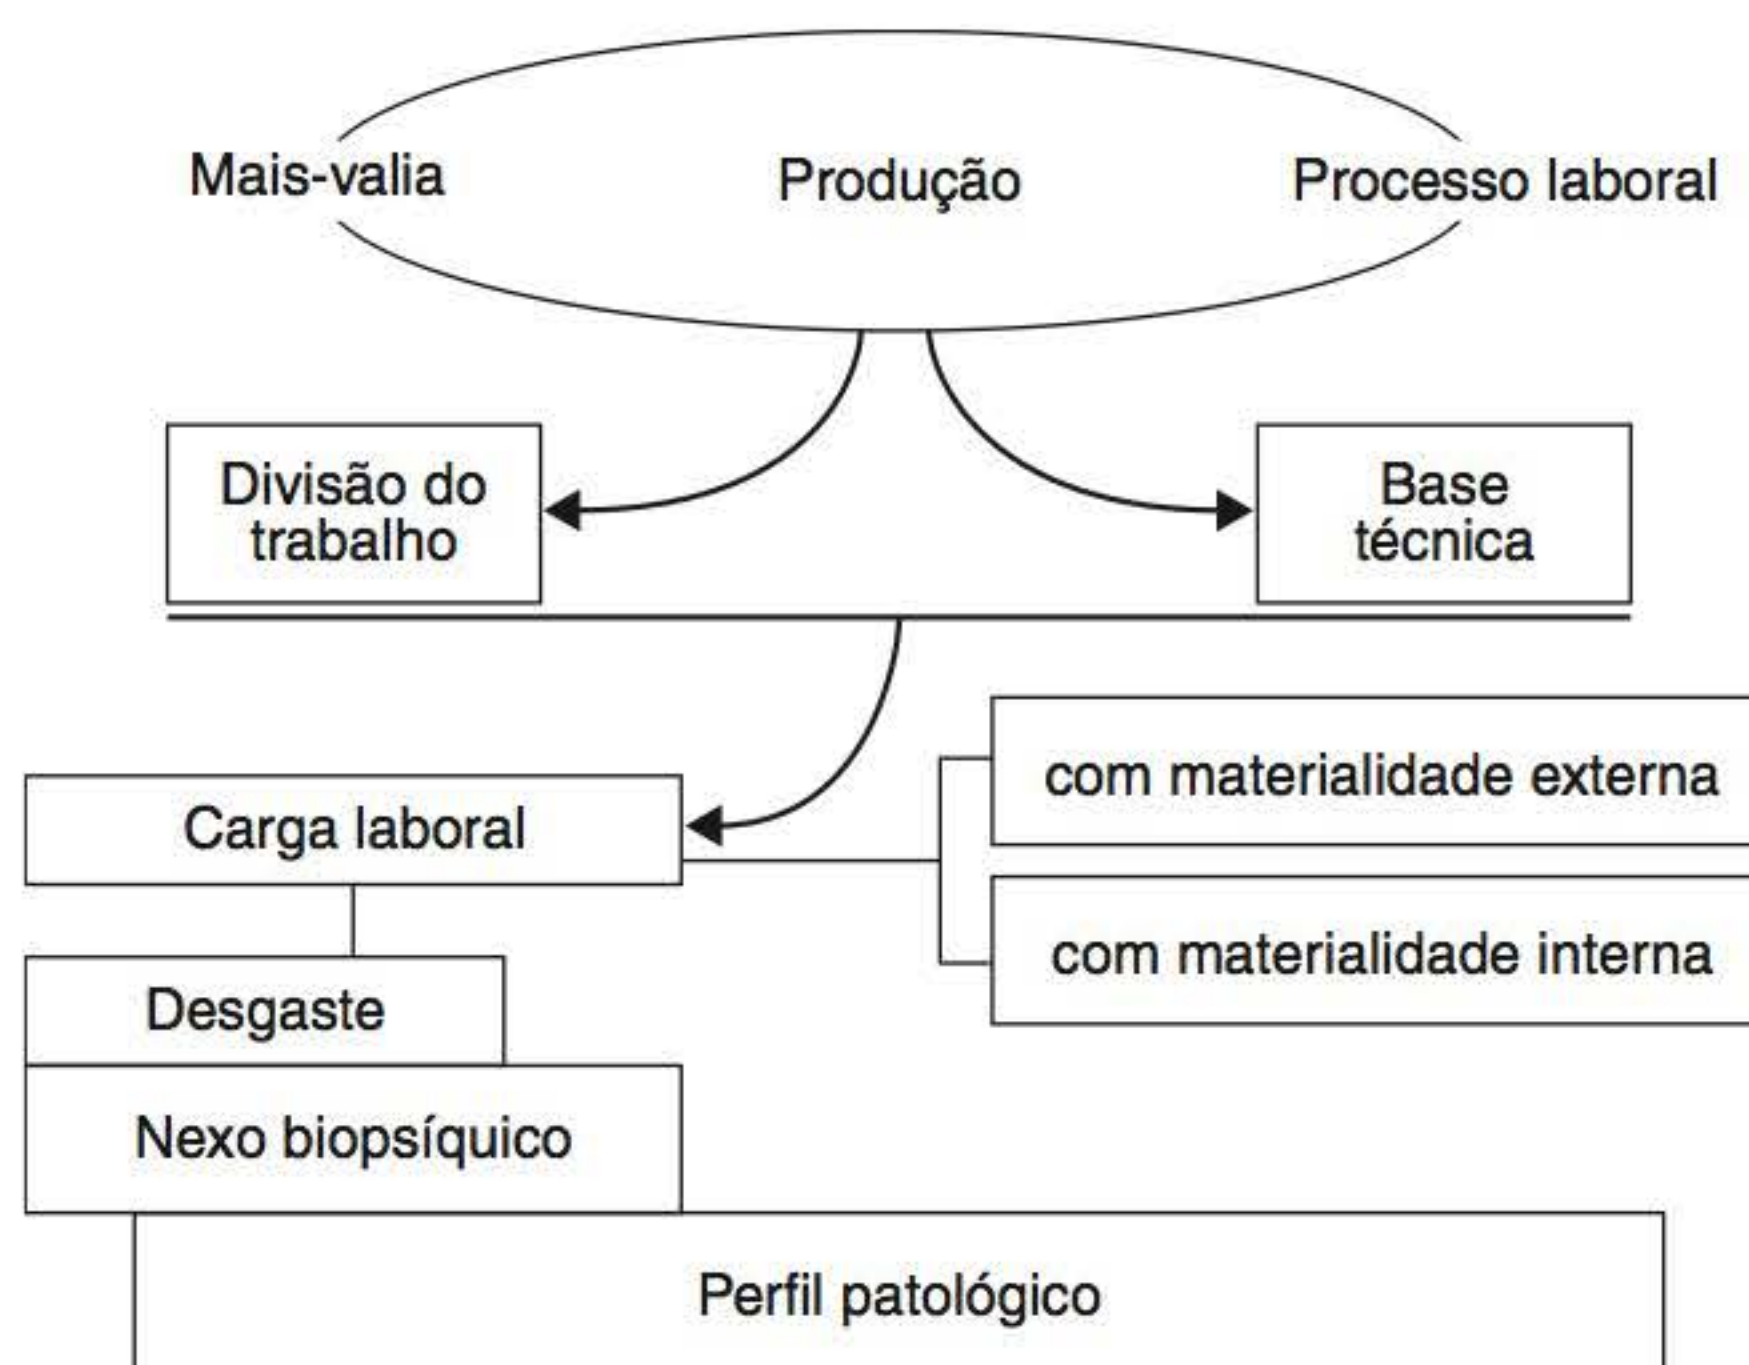 Mais-valia
Produção
Processo laboral
Divisão do
trabalho
Base
técnica
Carga laboral
com materialidade externa
com materialidade interna
Desgaste
Nexo biopsíquico
Perfil patológico